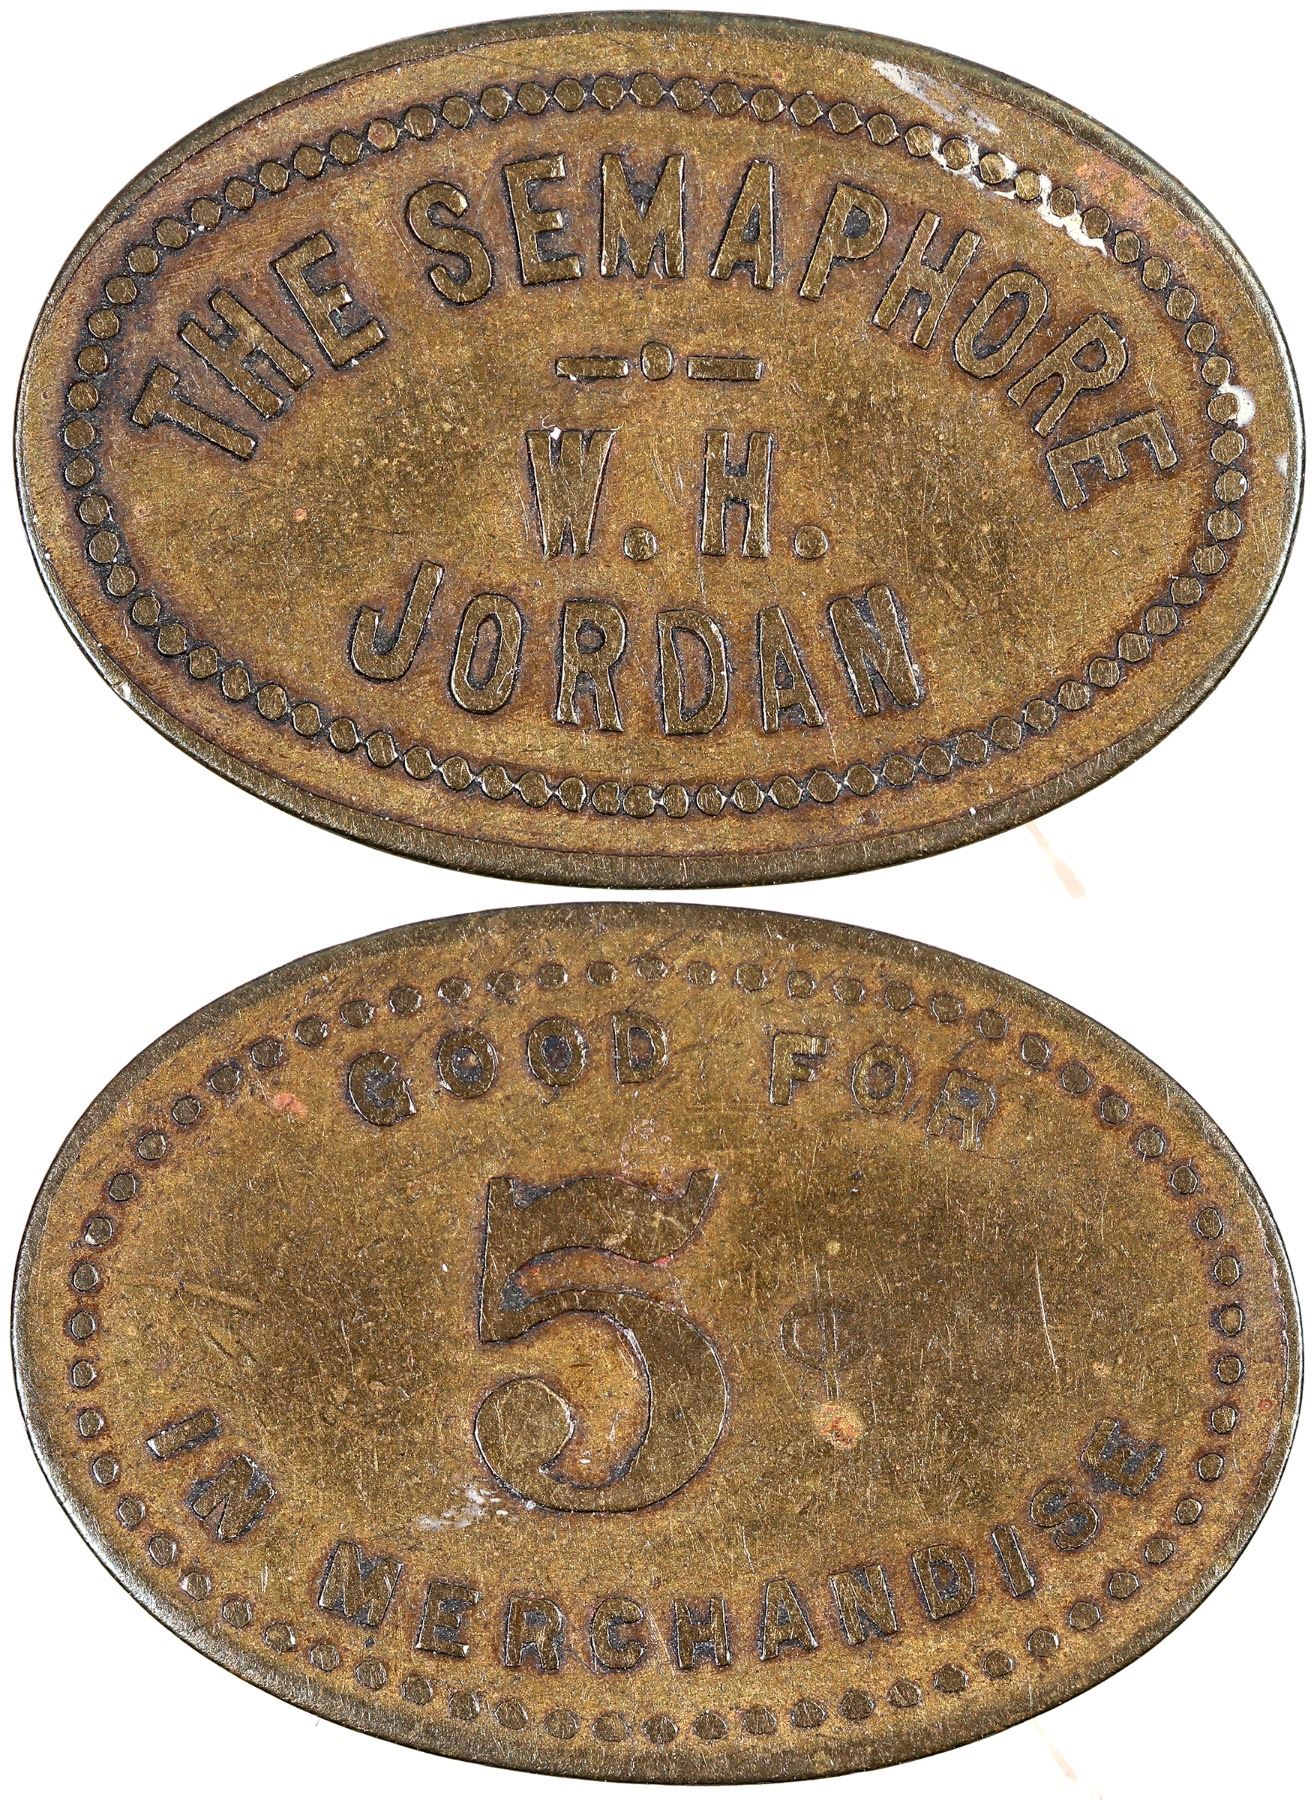 THE SEMAPHORE
W. H.
JORDAN
GOOD FOR
5 ¢
IN MERCHANDISE